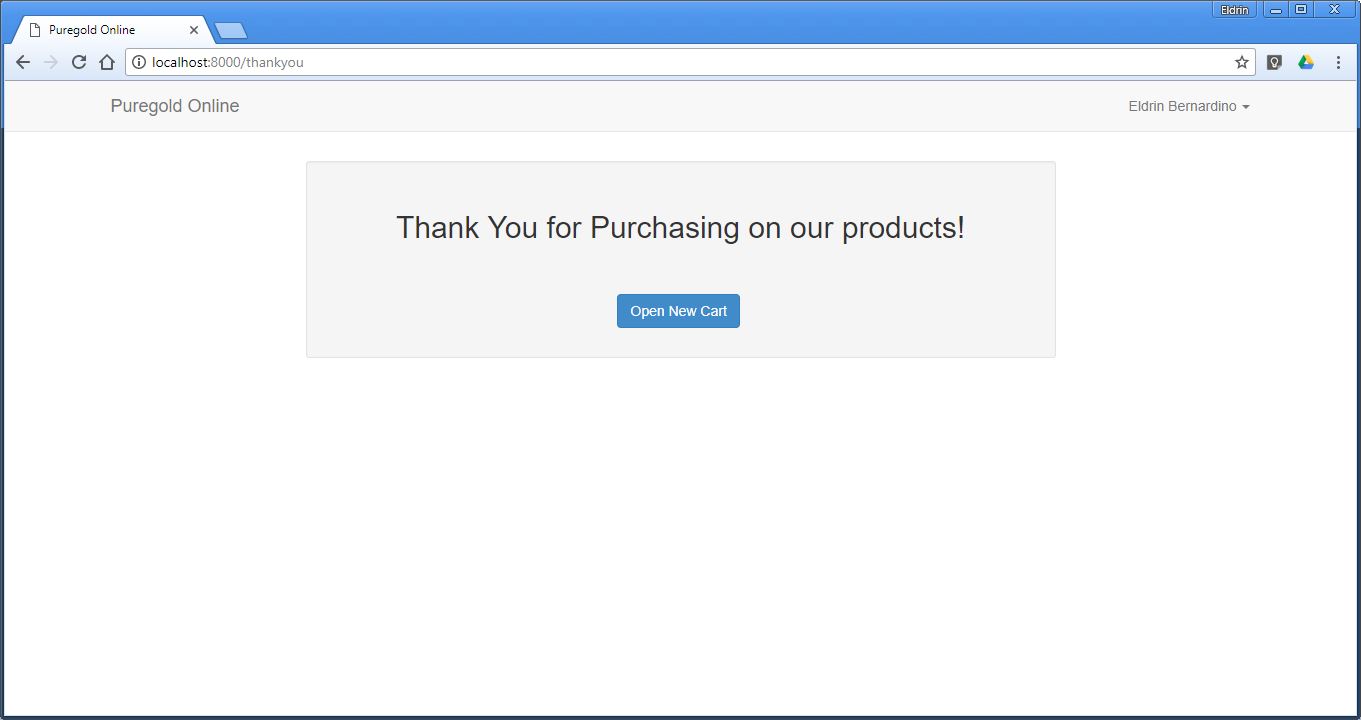 Eldrin
Puregold Online
localhost:8000/thankyou
Puregold Online
Eldrin Bernardino
Thank You for Purchasing on our products!
Open New Cart